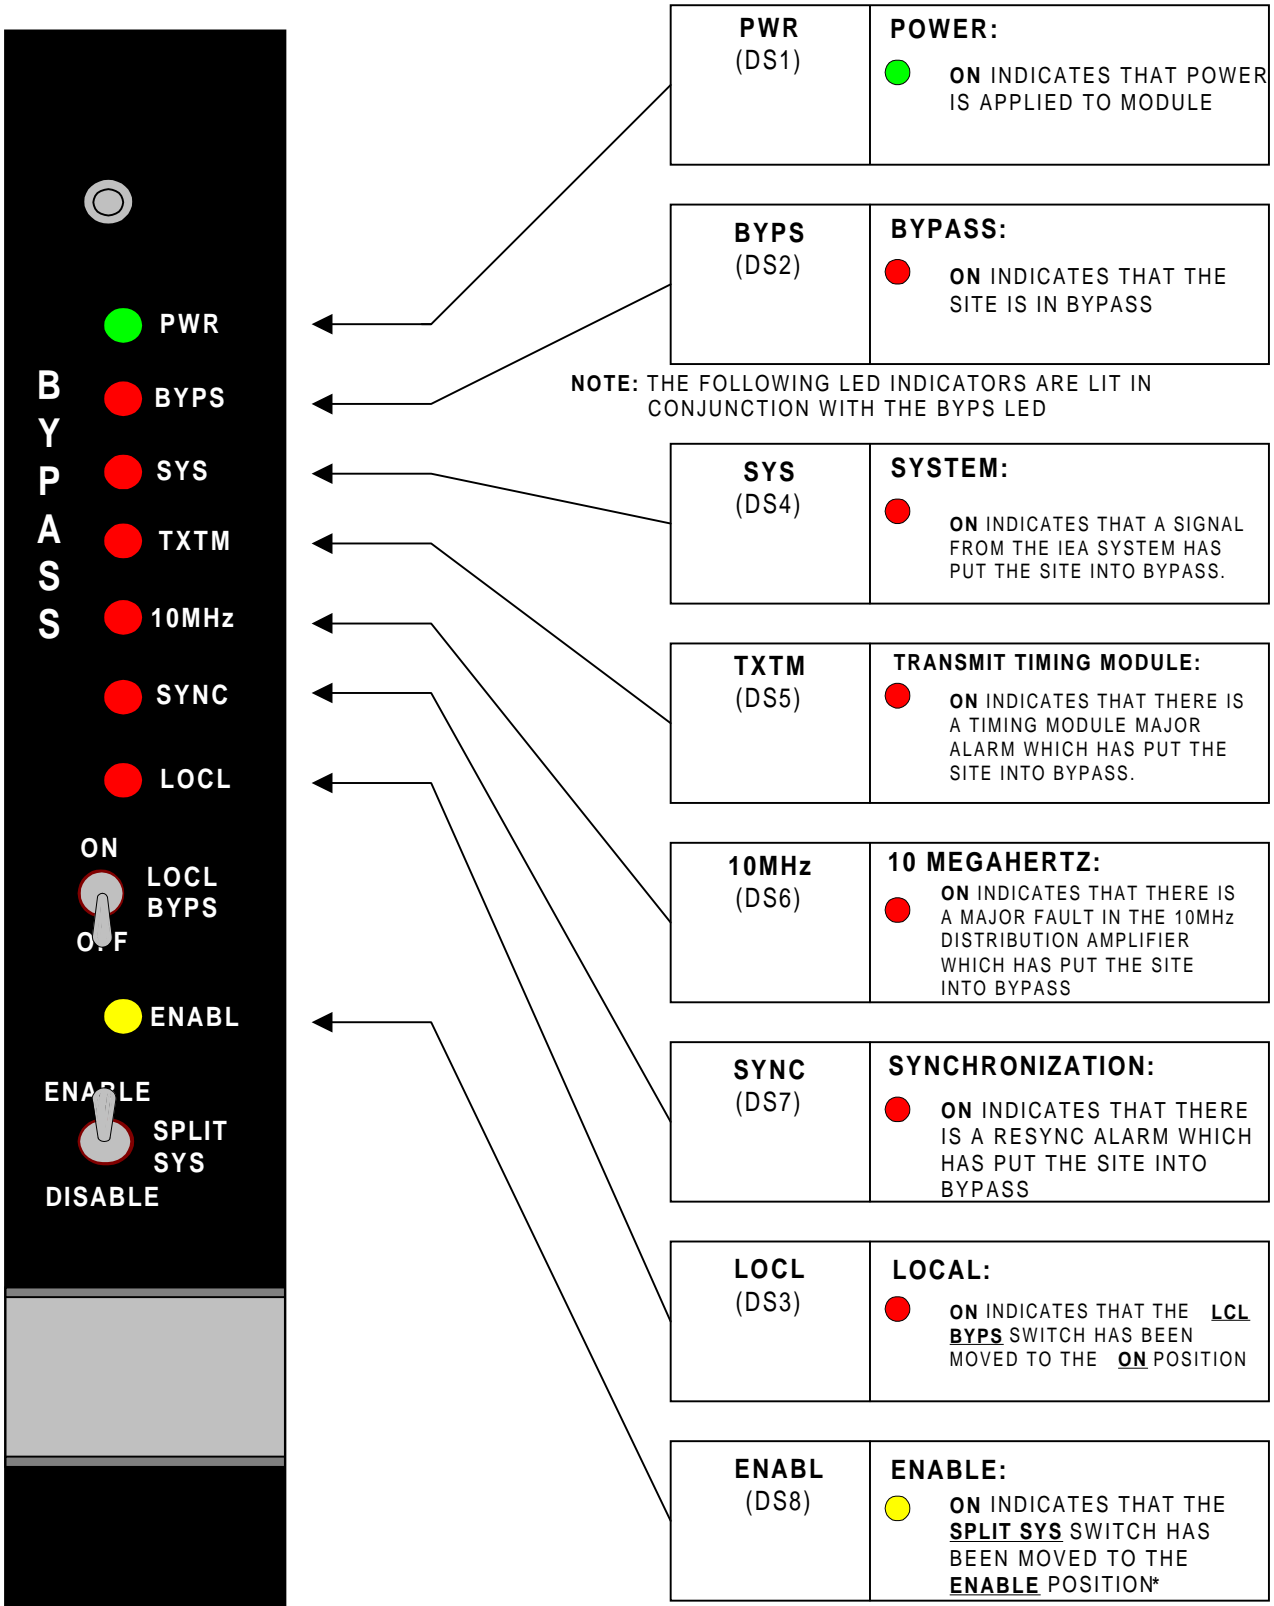 B
Y
P
A
S
S
PWR
BYPS
SYS
TXTM
10MHz
SYNC
LOCL
ON
LOCL
BYPS
OFF
ENABL
ENABLE
SPLIT
SYS
DISABLE
PWR
(DS1)
POWER:
ON INDICATES THAT POWER
IS APPLIED TO MODULE
BYPS
(DS2)
BYPASS:
ON INDICATES THAT THE
SITE IS IN BYPASS
NOTE: THE FOLLOWING LED INDICATORS ARE LIT IN
CONJUNCTION WITH THE BYPS LED
SYS
(DS4)
SYSTEM:
ON INDICATES THAT A SIGNAL
FROM THE IEA SYSTEM HAS
PUT THE SITE INTO BYPASS.
TXTM
(DS5)
TRANSMIT TIMING MODULE:
ON INDICATES THAT THERE IS
A TIMING MODULE MAJOR
ALARM WHICH HAS PUT THE
SITE INTO BYPASS.
10MHz
(DS6)
10 MEGAHERTZ:
ON INDICATES THAT THERE IS
A MAJOR FAULT IN THE 10MHz
DISTRIBUTION AMPLIFIER
WHICH HAS PUT THE SITE
INTO BYPASS
SYNC
(DS7)
SYNCHRONIZATION:
ON INDICATES THAT THERE
IS A RESYNC ALARM WHICH
HAS PUT THE SITE INTO
BYPASS
LOCL
(DS3)
LOCAL:
ON INDICATES THAT THE LCL
BYPS SWITCH HAS BEEN
MOVED TO THE ON POSITION
ENABL
(DS8)
ENABLE:
ON INDICATES THAT THE
SPLIT SYS SWITCH HAS
BEEN MOVED TO THE
ENABLE POSITION*